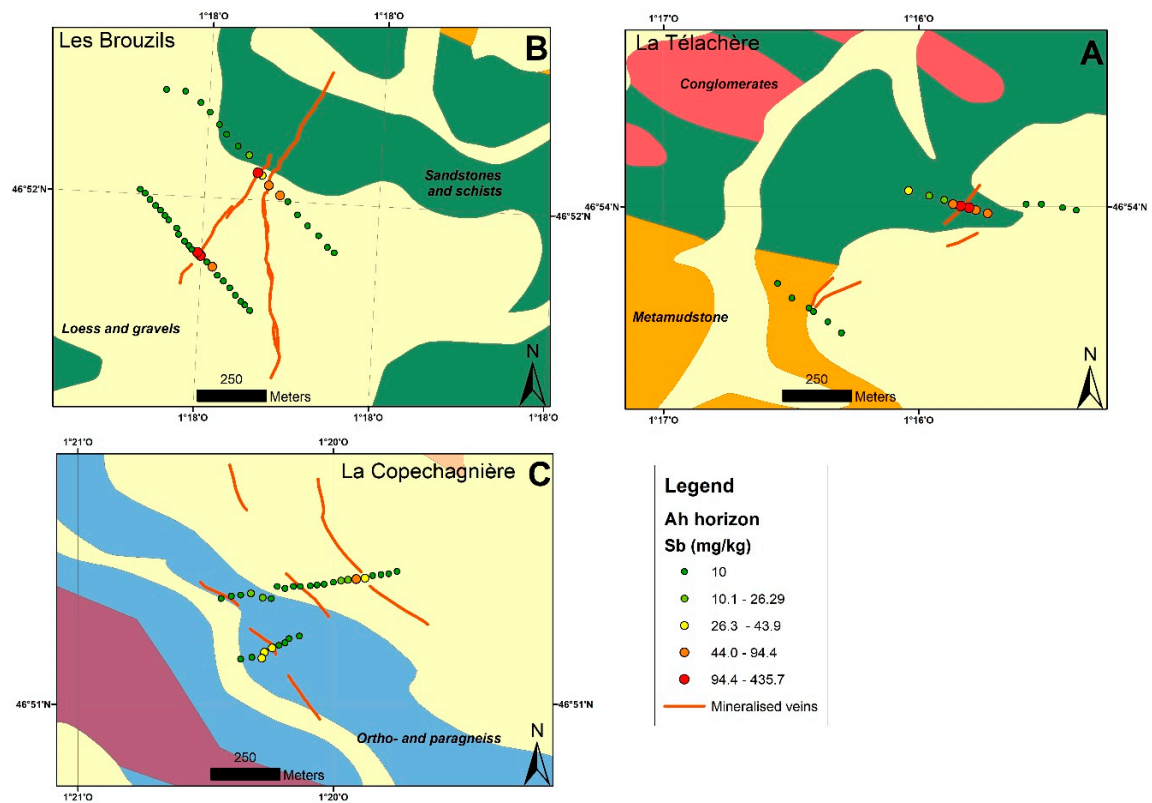 1°18'O
1°18'O
Les Brouzils
B
46°52'N
46°52'N
Sandstones
and schists
Loess and gravels
250
Meters
N
1°18'O
1°18'O
1°18'O
1°17'O
1°16'O
La Télachère
A
Conglomerates
46°54'N
46°54'N
Metamudstone
250
Meters
N
1°17'O
1°16'O
1°21'O
1°20'O
La Copechagnière
C
46°51'N
46°51'N
Ortho- and paragneiss
250
Meters
N
1°21'O
1°20'O
Legend
Ah horizon
Sb (mg/kg)
10
10.1 - 26.29
26.3 - 43.9
44.0 - 94.4
94.4 - 435.7
Mineralised veins